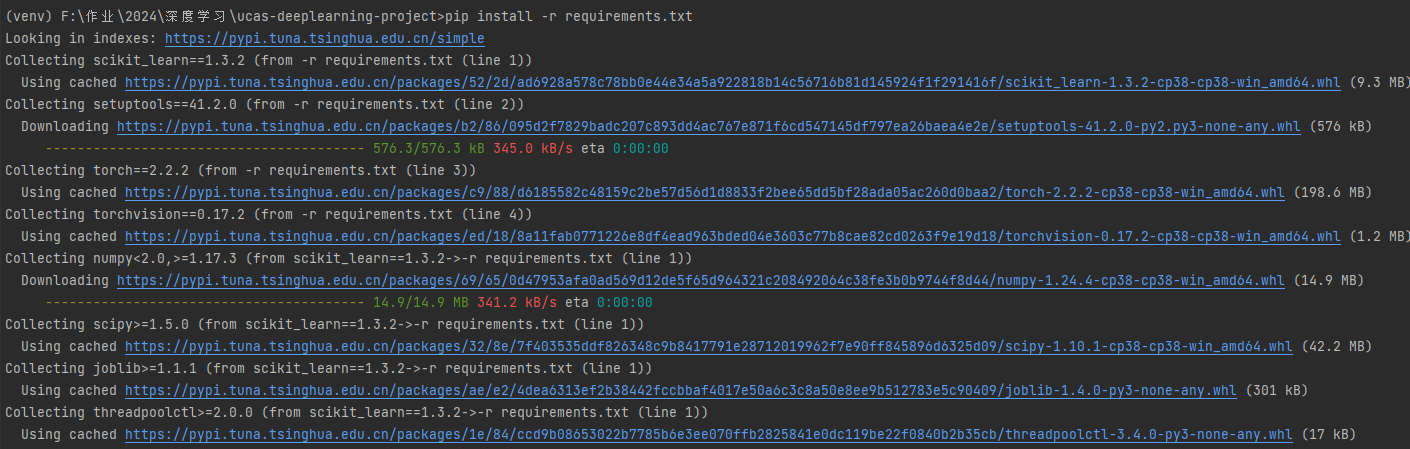 (venv) F:\作业\2024\深度学习\ucas-deeplearning-project>pip install -r requirements.txt
Looking in indexes: https://pypi.tuna.tsinghua.edu.cn/simple
Collecting scikit_learn==1.3.2 (from -r requirements.txt (line 1))
  Using cached https://pypi.tuna.tsinghua.edu.cn/packages/52/2d/ad6928a578c78bb0e44e34a5a922818b14c56716b81d145924f1f291416f/scikit_learn-1.3.2-cp38-cp38-win_amd64.whl (9.3 MB)
Collecting setuptools==41.2.0 (from -r requirements.txt (line 2))
  Downloading https://pypi.tuna.tsinghua.edu.cn/packages/b2/86/095d2f7829badc207c893dd4ac767e871f6cd547145df797ea26baea4e2e/setuptools-41.2.0-py2.py3-none-any.whl (576 kB)
     ---------------------------------------- 576.3/576.3 kB 345.0 kB/s eta 0:00:00
Collecting torch==2.2.2 (from -r requirements.txt (line 3))
  Using cached https://pypi.tuna.tsinghua.edu.cn/packages/c9/88/d6185582c48159c2be57d56d1d8833f2bee65dd5bf28ada05ac260d0baa2/torch-2.2.2-cp38-cp38-win_amd64.whl (198.6 MB)
Collecting torchvision==0.17.2 (from -r requirements.txt (line 4))
  Using cached https://pypi.tuna.tsinghua.edu.cn/packages/ed/18/8a11fab0771226e8df4ead963bded04e3603c77b8cae82cd0263f9e19d18/torchvision-0.17.2-cp38-cp38-win_amd64.whl (1.2 MB)
Collecting numpy<2.0,>=1.17.3 (from scikit_learn==1.3.2->-r requirements.txt (line 1))
  Downloading https://pypi.tuna.tsinghua.edu.cn/packages/69/65/0d47953afa0ad569d12de5f65d964321c208492064c38fe3b0b9744f8d44/numpy-1.24.4-cp38-cp38-win_amd64.whl (14.9 MB)
     ---------------------------------------- 14.9/14.9 MB 341.2 kB/s eta 0:00:00
Collecting scipy>=1.5.0 (from scikit_learn==1.3.2->-r requirements.txt (line 1))
  Using cached https://pypi.tuna.tsinghua.edu.cn/packages/32/8e/7f403535ddf826348c9b8417791e28712019962f7e90ff845896d6325d09/scipy-1.10.1-cp38-cp38-win_amd64.whl (42.2 MB)
Collecting joblib>=1.1.1 (from scikit_learn==1.3.2->-r requirements.txt (line 1))
  Using cached https://pypi.tuna.tsinghua.edu.cn/packages/ae/e2/4dea6313ef2b38442fccbbaf4017e50a6c3c8a50e8ee9b512783e5c90409/joblib-1.4.0-py3-none-any.whl (301 kB)
Collecting threadpoolctl>=2.0.0 (from scikit_learn==1.3.2->-r requirements.txt (line 1))
  Using cached https://pypi.tuna.tsinghua.edu.cn/packages/1e/84/ccd9b08653022b7785b6e3ee070ffb2825841e0dc119be22f0840b2b35cb/threadpoolctl-3.4.0-py3-none-any.whl (17 kB)